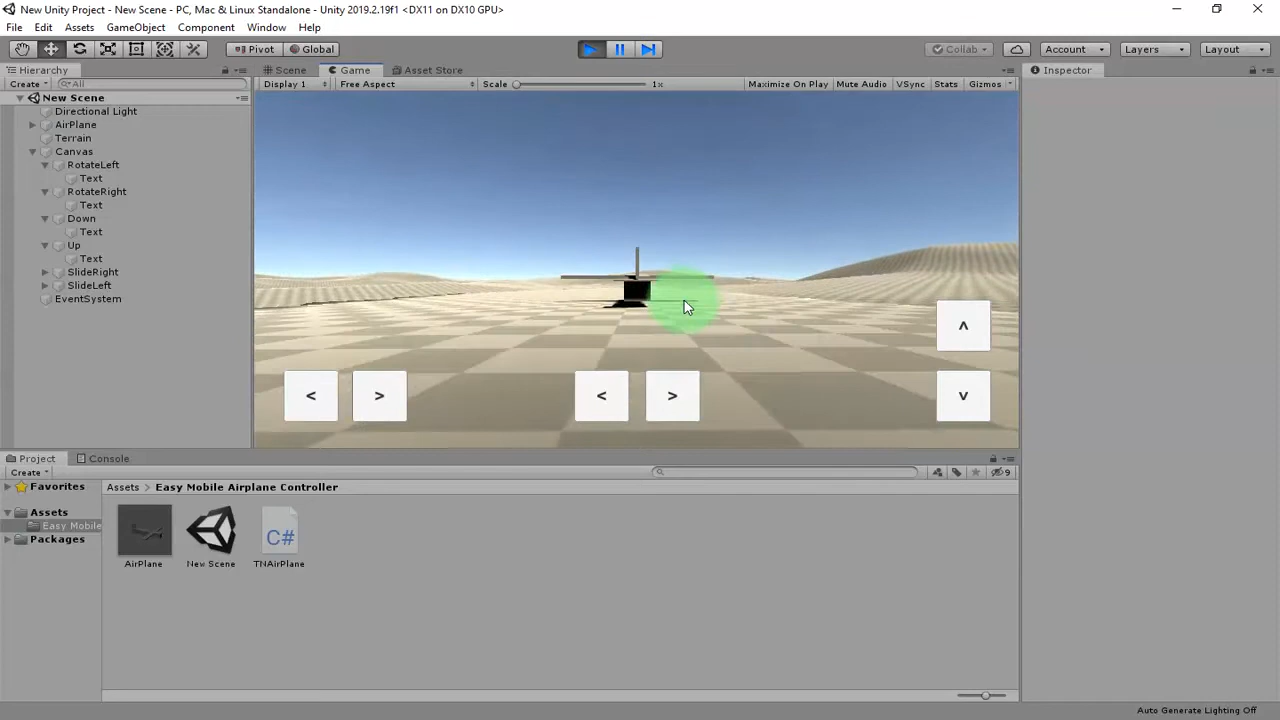 New Unity Project - New Scene - PC, Mac & Linux Standalone - Unity 2019.2.19f1 <DX11 on DX10 GPU>
File Edit Assets GameObject Component Window Help
Pivot Global Collab Account Layers Layout
Hierarchy Scene Game Asset Store Inspector
Create All Display 1 Free Aspect Scale 1x Maximize On Play Mute Audio VSync Stats Gizmos
New Scene
Directional Light
AirPlane
Terrain
Canvas
RotateLeft
Text
RotateRight
Text
Down
Text
Up
Text
SlideRight
SlideLeft
EventSystem
^
< > < > v
Project Console
Create 9
Favorites Assets > Easy Mobile Airplane Controller
Assets
Easy Mobile
Packages
C#
AirPlane New Scene TNAirPlane
Auto Generate Lighting Off